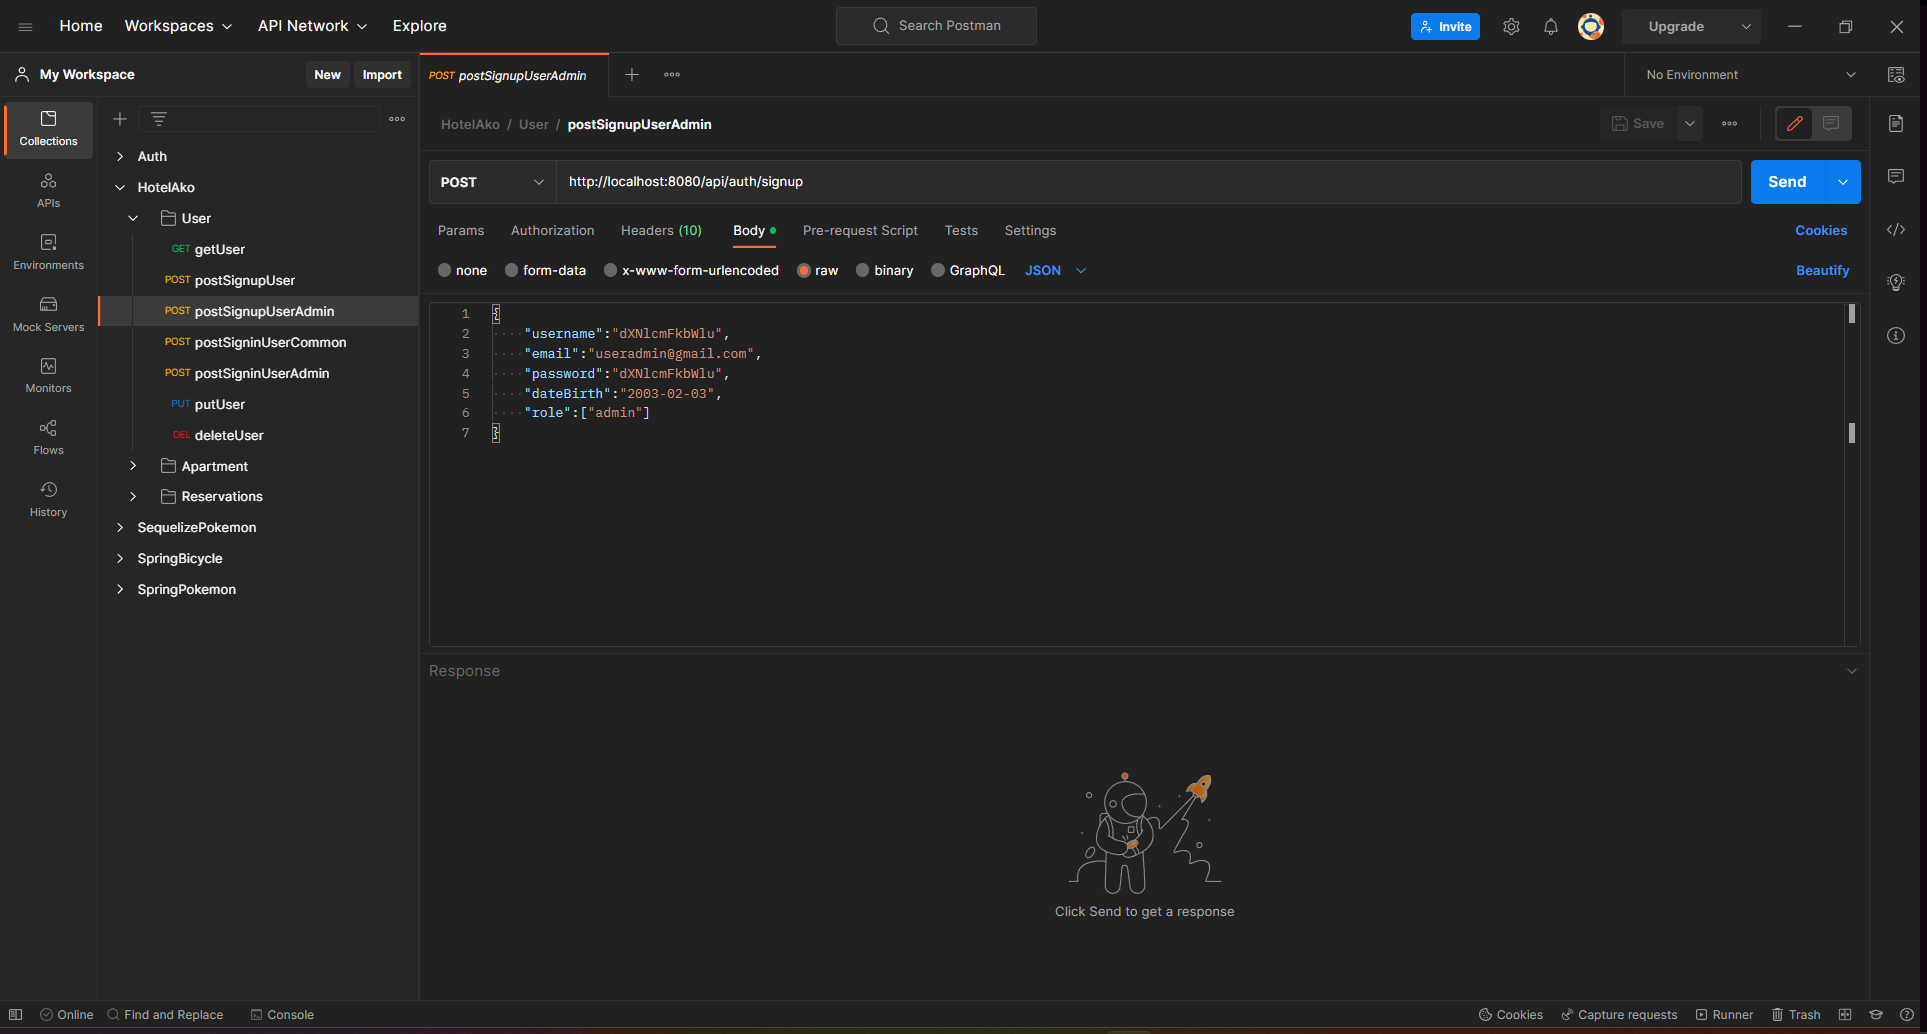 Home Workspaces API Network Explore Search Postman Invite Upgrade
My Workspace New Import POST postSignupUserAdmin No Environment
HotelAko / User / postSignupUserAdmin Save
Collections
APIs
Environments
Mock Servers
Monitors
Flows
History
Auth
HotelAko
User
GET getUser
POST postSignupUser
POST postSignupUserAdmin
POST postSigninUserCommon
POST postSigninUserAdmin
PUT putUser
DEL deleteUser
Apartment
Reservations
SequelizePokemon
SpringBicycle
SpringPokemon
POST http://localhost:8080/api/auth/signup Send
Params Authorization Headers (10) Body Pre-request Script Tests Settings Cookies
none form-data x-www-form-urlencoded raw binary GraphQL JSON Beautify
1 {
2 "username":"dXNlcmFkbWlu",
3 "email":"useradmin@gmail.com",
4 "password":"dXNlcmFkbWlu",
5 "dateBirth":"2003-02-03",
6 "role":["admin"]
7 }
Response
Click Send to get a response
Online Find and Replace Console Cookies Capture requests Runner Trash